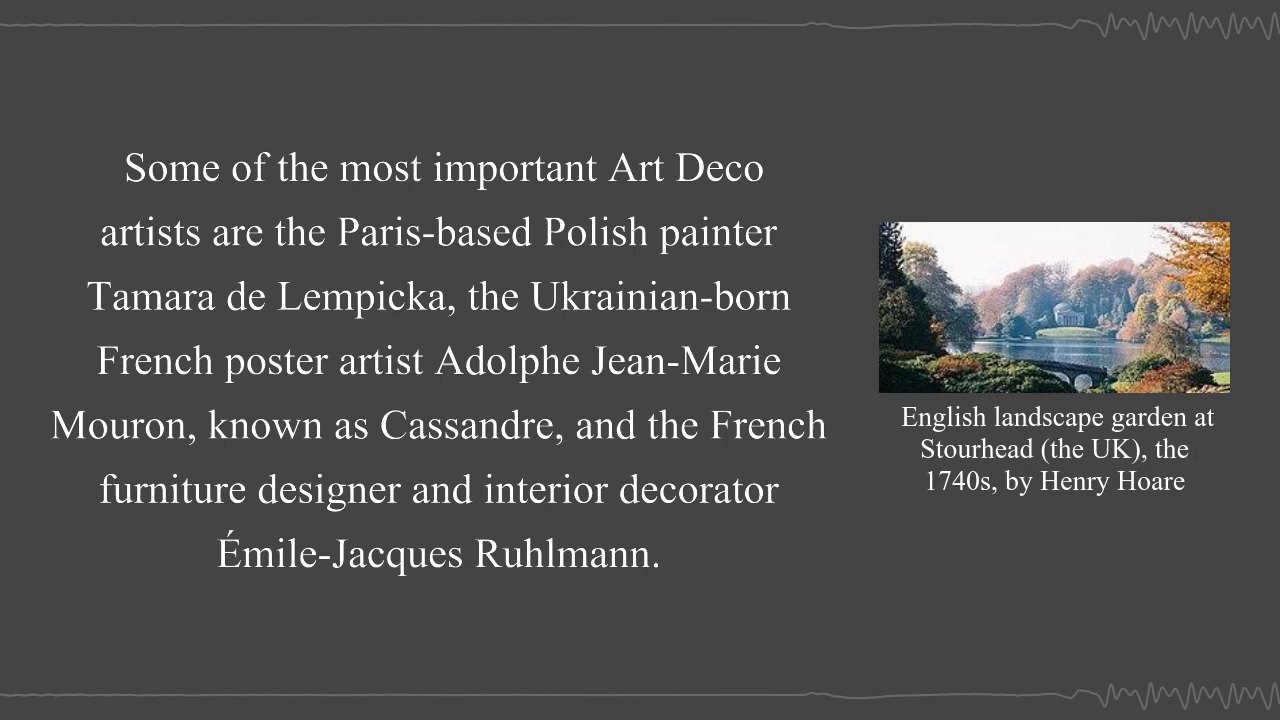 Some of the most important Art Deco
artists are the Paris-based Polish painter
Tamara de Lempicka, the Ukrainian-born
French poster artist Adolphe Jean-Marie
Mouron, known as Cassandre, and the French
furniture designer and interior decorator
Émile-Jacques Ruhlmann.
English landscape garden at
Stourhead (the UK), the
1740s, by Henry Hoare